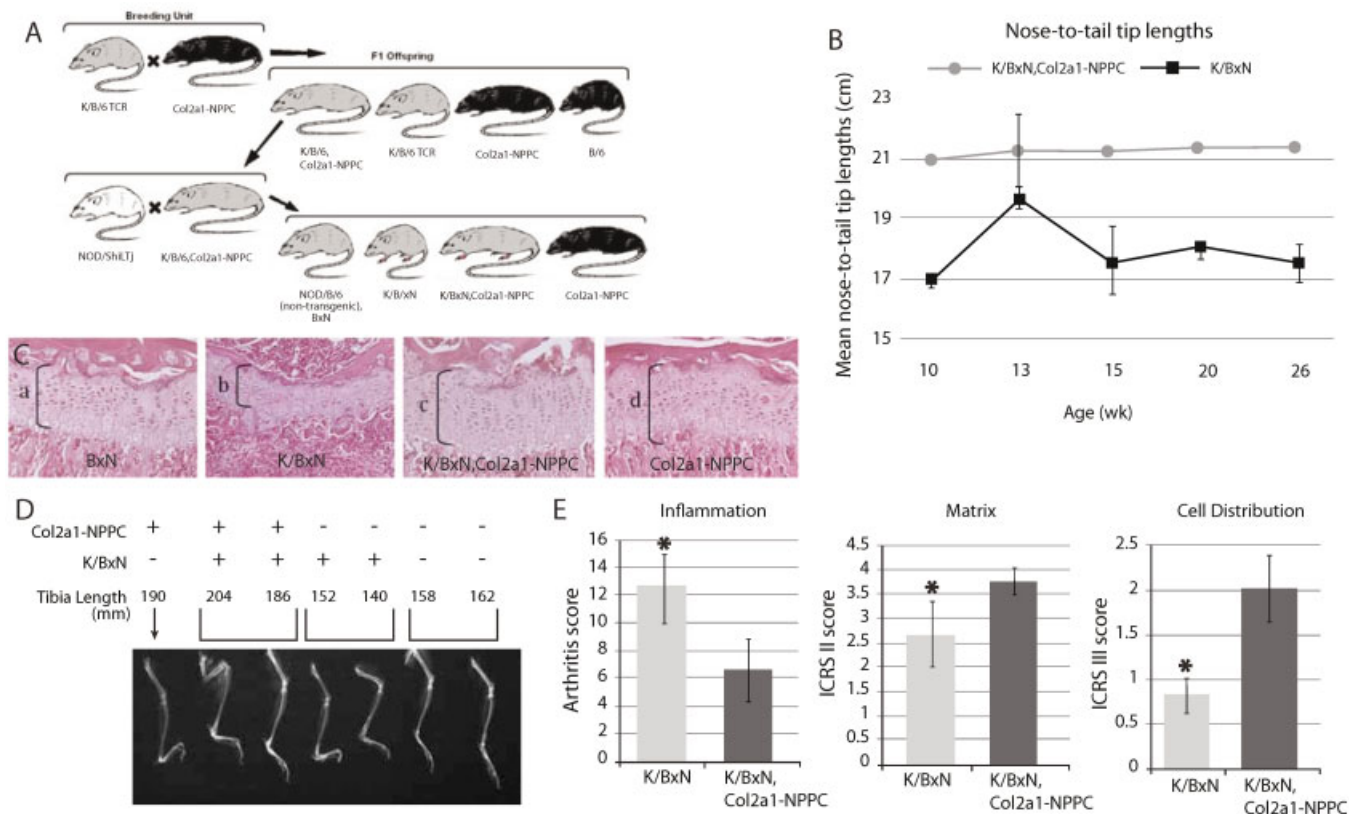 A
Breeding Unit
K/B/6 TCR
Col2a1-NPPC
F1 Offspring
K/B/6,
Col2a1-NPPC
K/B/6 TCR
Col2a1-NPPC
B/6
NOD/ShiLTJ
K/B/6,Col2a1-NPPC
NOD/B/6
(non-transgenic),
BxN
K/B/xN
K/BxN,Col2a1-NPPC
Col2a1-NPPC
B
Nose-to-tail tip lengths
K/BxN,Col2a1-NPPC
K/BxN
Mean nose-to-tail tip lengths (cm)
23
21
19
17
15
10 13 15 20 26
Age (wk)
C
a
BxN
b
K/BxN
c
K/BxN,Col2a1-NPPC
d
Col2a1-NPPC
D
Col2a1-NPPC + + + - - - -
K/BxN - + + + + - -
Tibia Length 190 204 186 152 140 158 162
(mm)
E
Inflammation
Arthritis score
16
14
12
10
8
6
4
2
0
*
K/BxN
K/BxN,
Col2a1-NPPC
Matrix
ICRS II score
4.5
4
3.5
3
2.5
2
1.5
1
0.5
0
*
K/BxN
K/BxN,
Col2a1-NPPC
Cell Distribution
ICRS III score
2.5
2
1.5
1
0.5
0
*
K/BxN
K/BxN,
Col2a1-NPPC